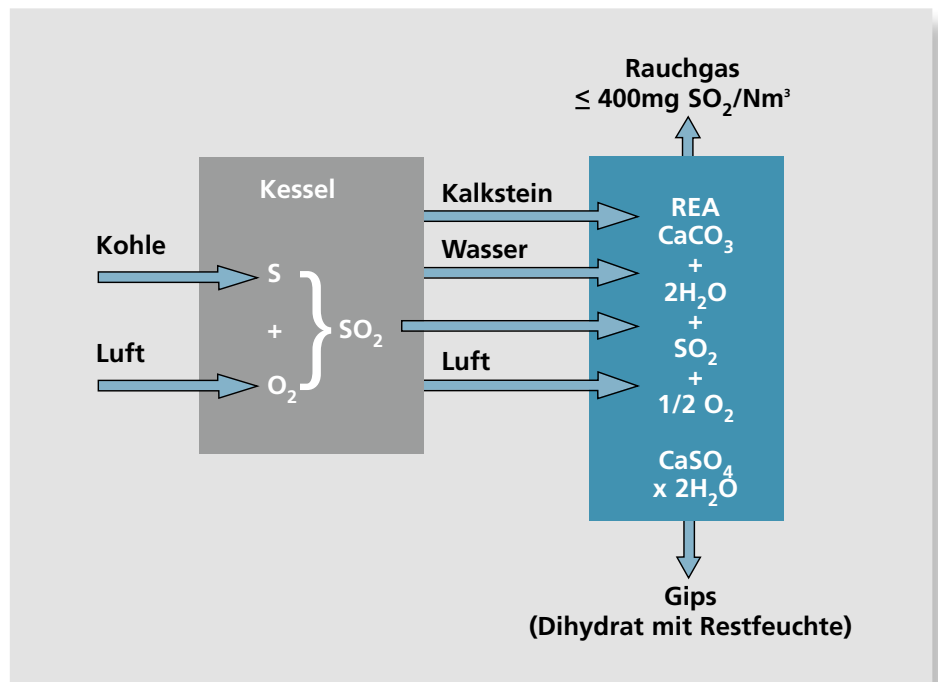 Rauchgas
≤ 400mg SO₂/Nm³
Kessel
Kohle
Luft
S
+
O₂
} SO₂
Kalkstein
Wasser
Luft
REA
CaCO₃
+
2H₂O
+
SO₂
+
1/2 O₂
CaSO₄
x 2H₂O
Gips
(Dihydrat mit Restfeuchte)